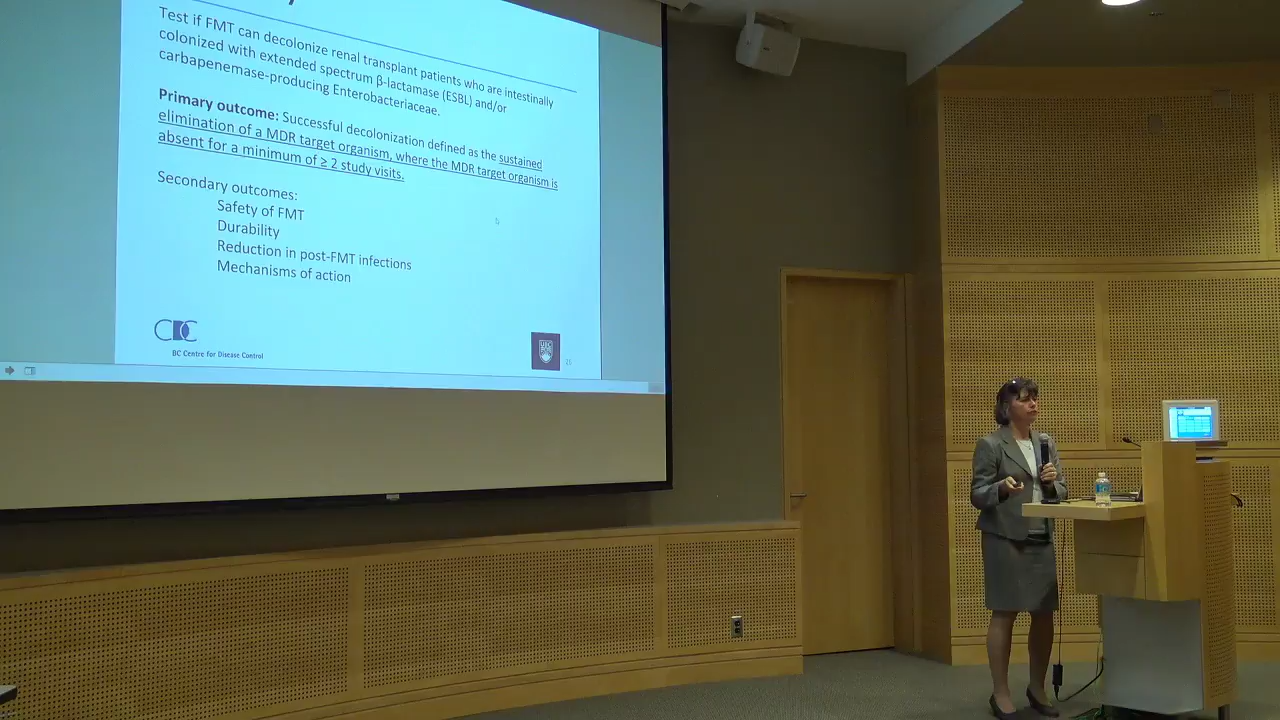 Test if FMT can decolonize renal transplant patients who are intestinally
colonized with extended spectrum β-lactamase (ESBL) and/or
carbapenemase-producing Enterobacteriaceae.
Primary outcome: Successful decolonization defined as the sustained
elimination of a MDR target organism, where the MDR target organism is
absent for a minimum of ≥ 2 study visits.
Secondary outcomes:
Safety of FMT
Durability
Reduction in post-FMT infections
Mechanisms of action
CDC
BC Centre for Disease Control
UBC